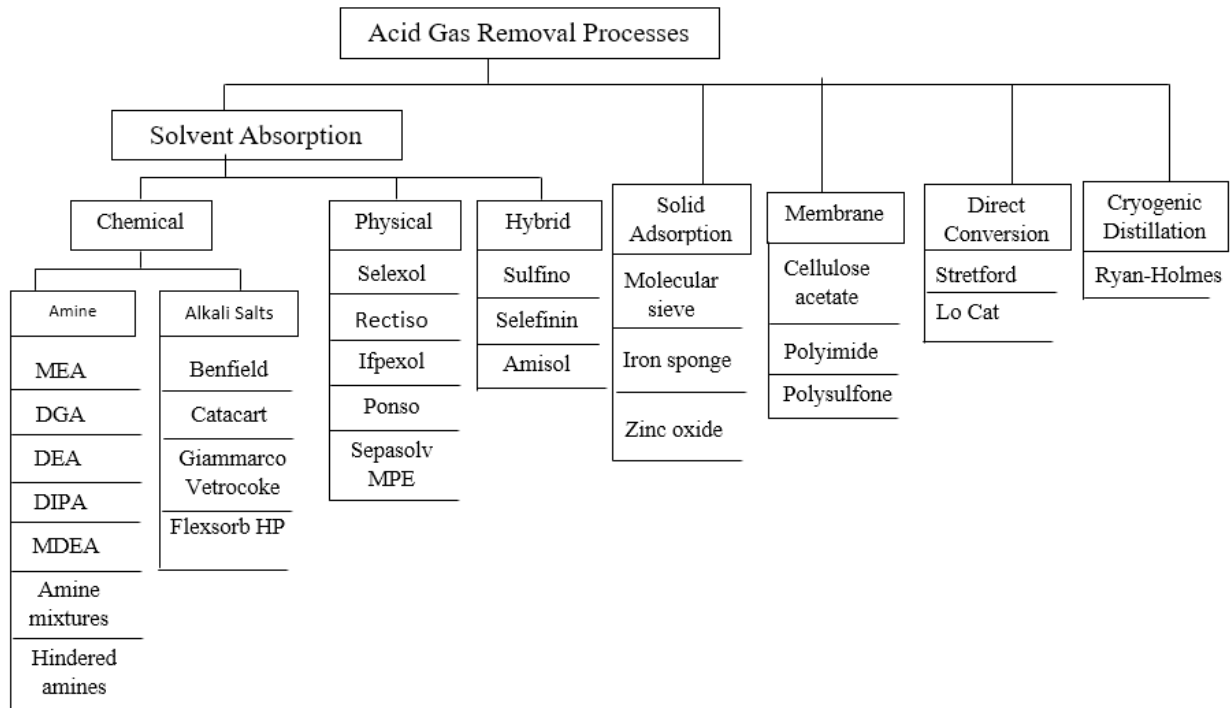 Acid Gas Removal Processes
Solvent Absorption
Chemical
Physical
Hybrid
Solid
Adsorption
Membrane
Direct
Conversion
Cryogenic
Distillation
Amine
Alkali Salts
MEA
DGA
DEA
DIPA
MDEA
Amine
mixtures
Hindered
amines
Benfield
Catacart
Giammarco
Vetrocoke
Flexsorb HP
Selexol
Rectiso
Ifpexol
Ponso
Sepasolv
MPE
Sulfino
Selefinin
Amisol
Molecular
sieve
Iron sponge
Zinc oxide
Cellulose
acetate
Polyimide
Polysulfone
Stretford
Lo Cat
Ryan-Holmes